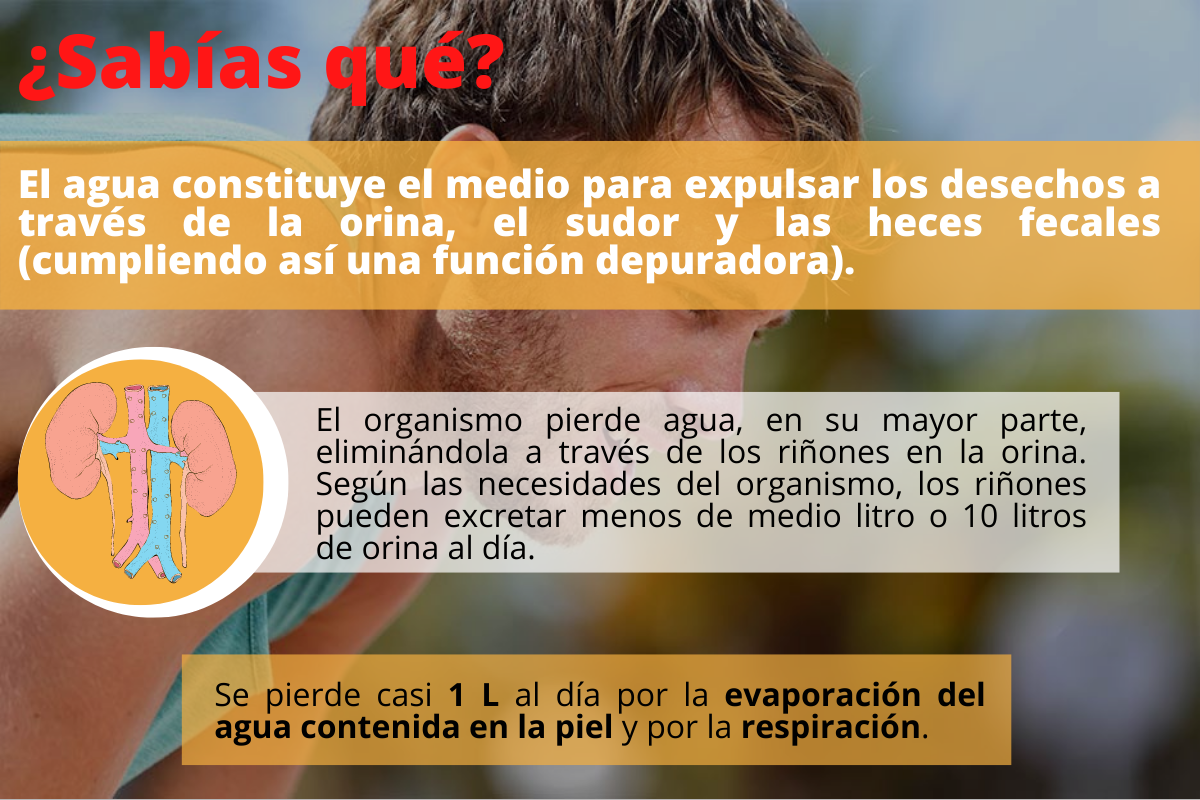 ¿Sabías qué?
El agua constituye el medio para expulsar los desechos a
través de la orina, el sudor y las heces fecales
(cumpliendo así una función depuradora).
El organismo pierde agua, en su mayor parte,
eliminándola a través de los riñones en la orina.
Según las necesidades del organismo, los riñones
pueden excretar menos de medio litro o 10 litros
de orina al día.
Se pierde casi 1 L al día por la evaporación del
agua contenida en la piel y por la respiración.